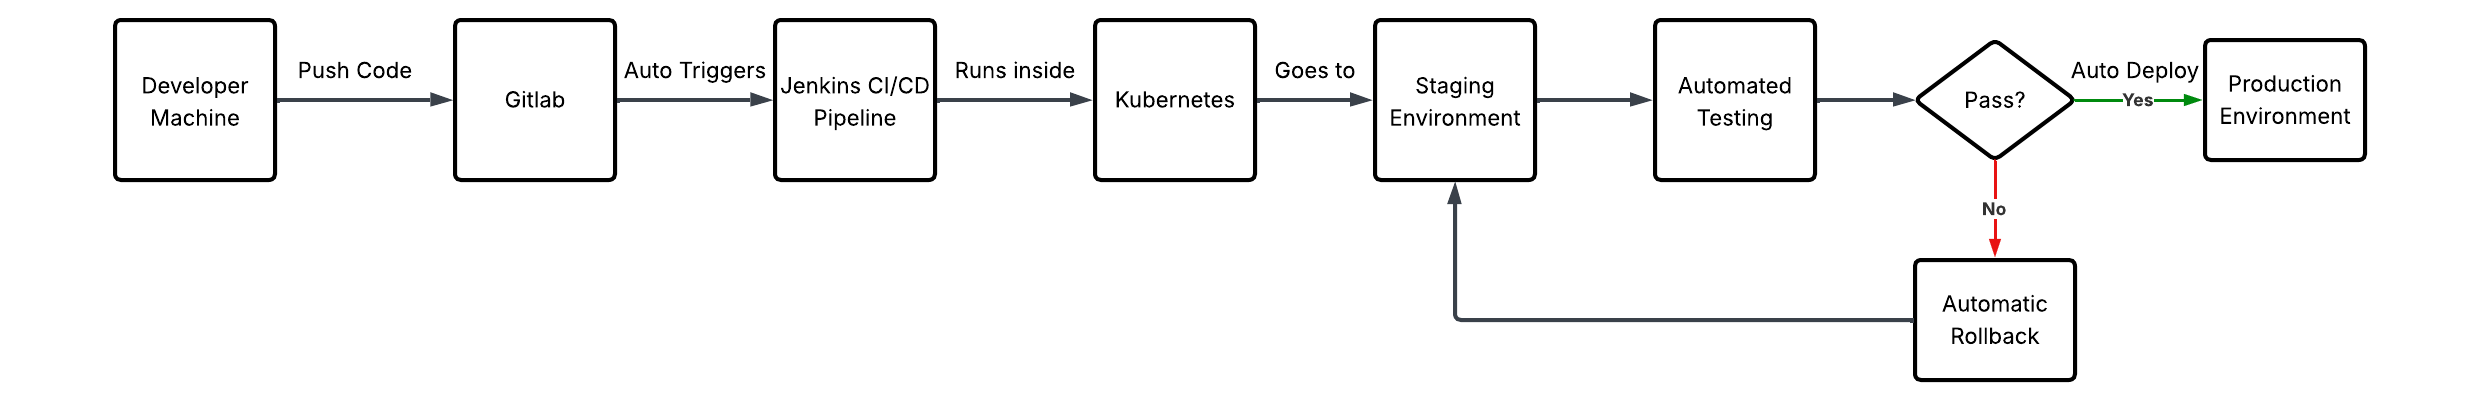 Developer
Machine
Push Code
Gitlab
Auto Triggers
Jenkins CI/CD
Pipeline
Runs inside
Kubernetes
Goes to
Staging
Environment
Automated
Testing
Pass?
Auto Deploy
Yes
Production
Environment
No
Automatic
Rollback